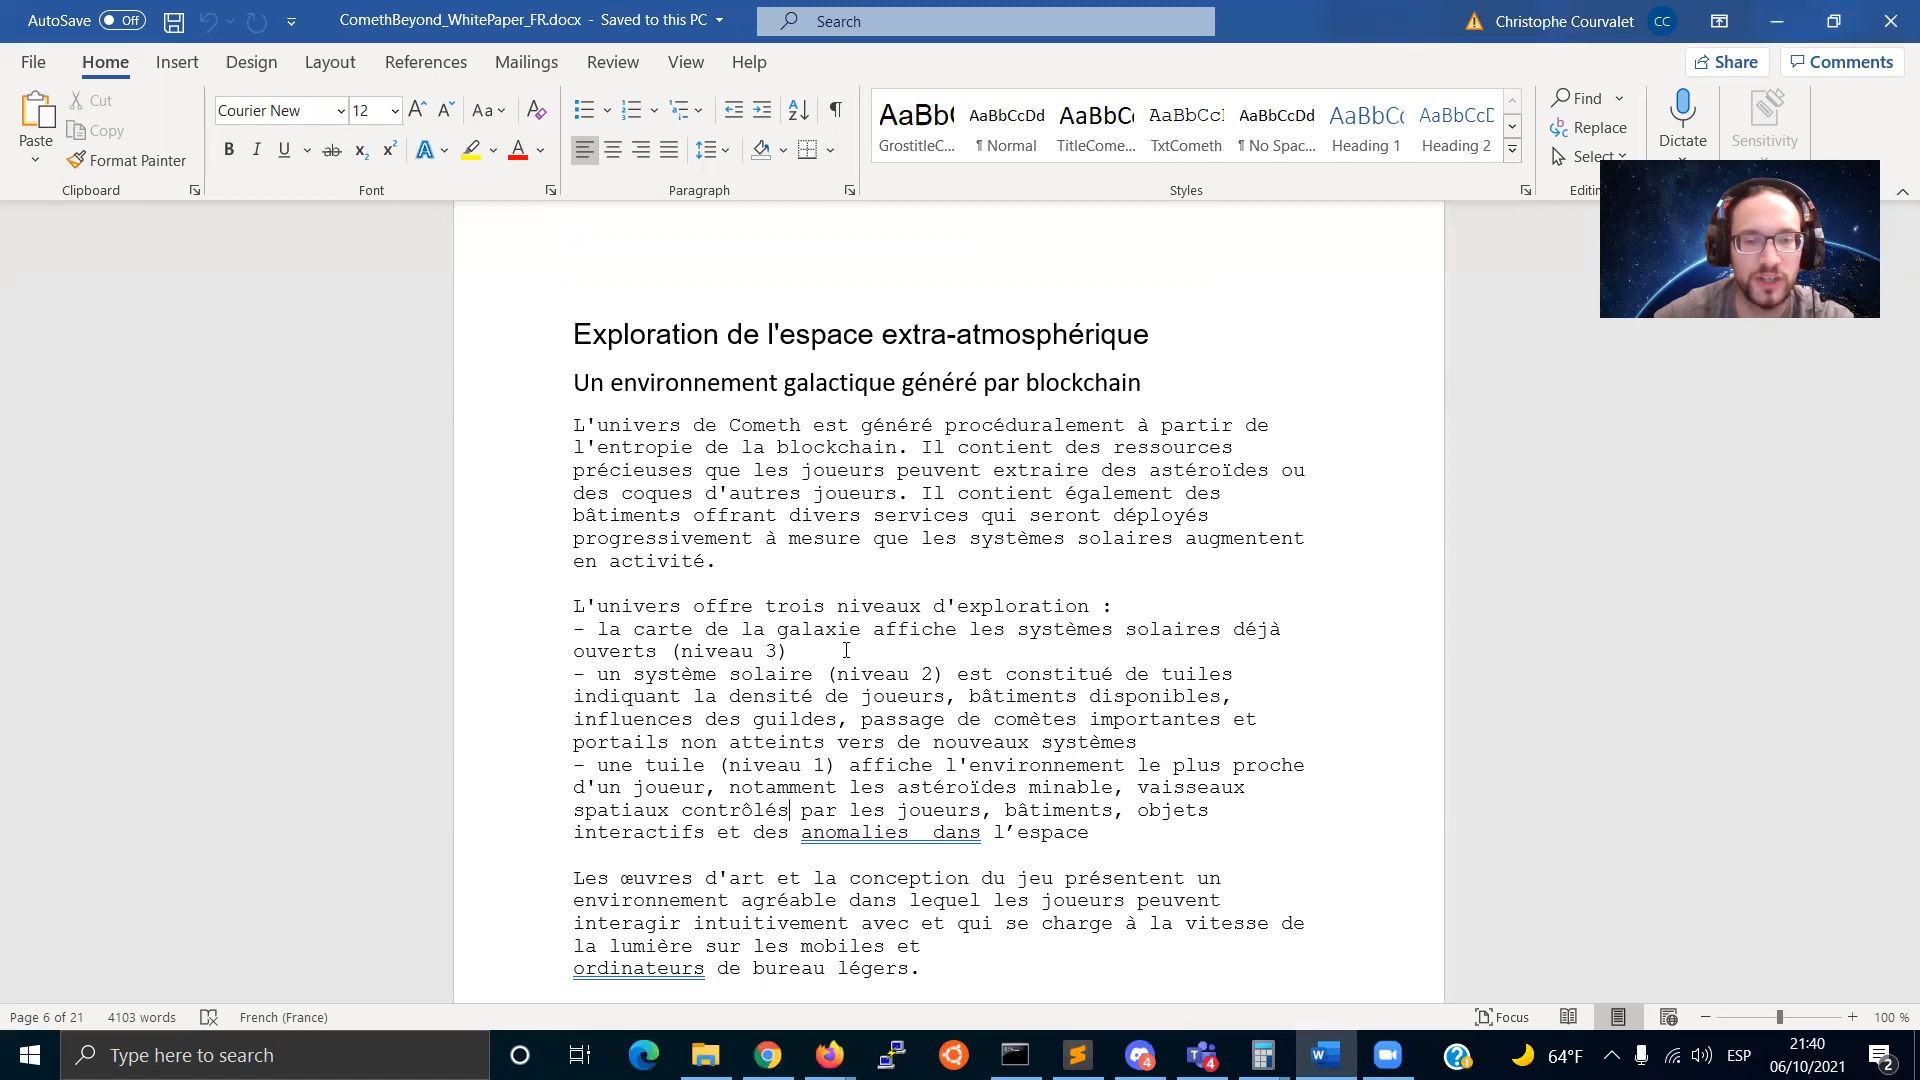 AutoSave Off ComethBeyond_WhitePaper_FR.docx - Saved to this PC Search Christophe Courvalet CC
File Home Insert Design Layout References Mailings Review View Help Share Comments
Paste Cut Copy Format Painter Clipboard
Courier New 12 Font
Paragraph
AaBb( AaBbCcDd AaBbC( AaBbCcl AaBbCcDd AaBbC( AaBbCcD
GrostitleC... ¶ Normal TitleCome... TxtCometh ¶ No Spac... Heading 1 Heading 2
Styles
Find
Replace
Select
Editin
Dictate
Sensitivity
Exploration de l'espace extra-atmosphérique
Un environnement galactique généré par blockchain
L'univers de Cometh est généré procéduralement à partir de
l'entropie de la blockchain. Il contient des ressources
précieuses que les joueurs peuvent extraire des astéroïdes ou
des coques d'autres joueurs. Il contient également des
bâtiments offrant divers services qui seront déployés
progressivement à mesure que les systèmes solaires augmentent
en activité.
L'univers offre trois niveaux d'exploration :
- la carte de la galaxie affiche les systèmes solaires déjà
ouverts (niveau 3)
- un système solaire (niveau 2) est constitué de tuiles
indiquant la densité de joueurs, bâtiments disponibles,
influences des guildes, passage de comètes importantes et
portails non atteints vers de nouveaux systèmes
- une tuile (niveau 1) affiche l'environnement le plus proche
d'un joueur, notamment les astéroïdes minable, vaisseaux
spatiaux contrôlés par les joueurs, bâtiments, objets
interactifs et des anomalies  dans l’espace
Les œuvres d'art et la conception du jeu présentent un
environnement agréable dans lequel les joueurs peuvent
interagir intuitivement avec et qui se charge à la vitesse de
la lumière sur les mobiles et
ordinateurs de bureau légers.
Page 6 of 21 4103 words French (France) Focus 100 %
Type here to search 64°F ESP 21:40
06/10/2021